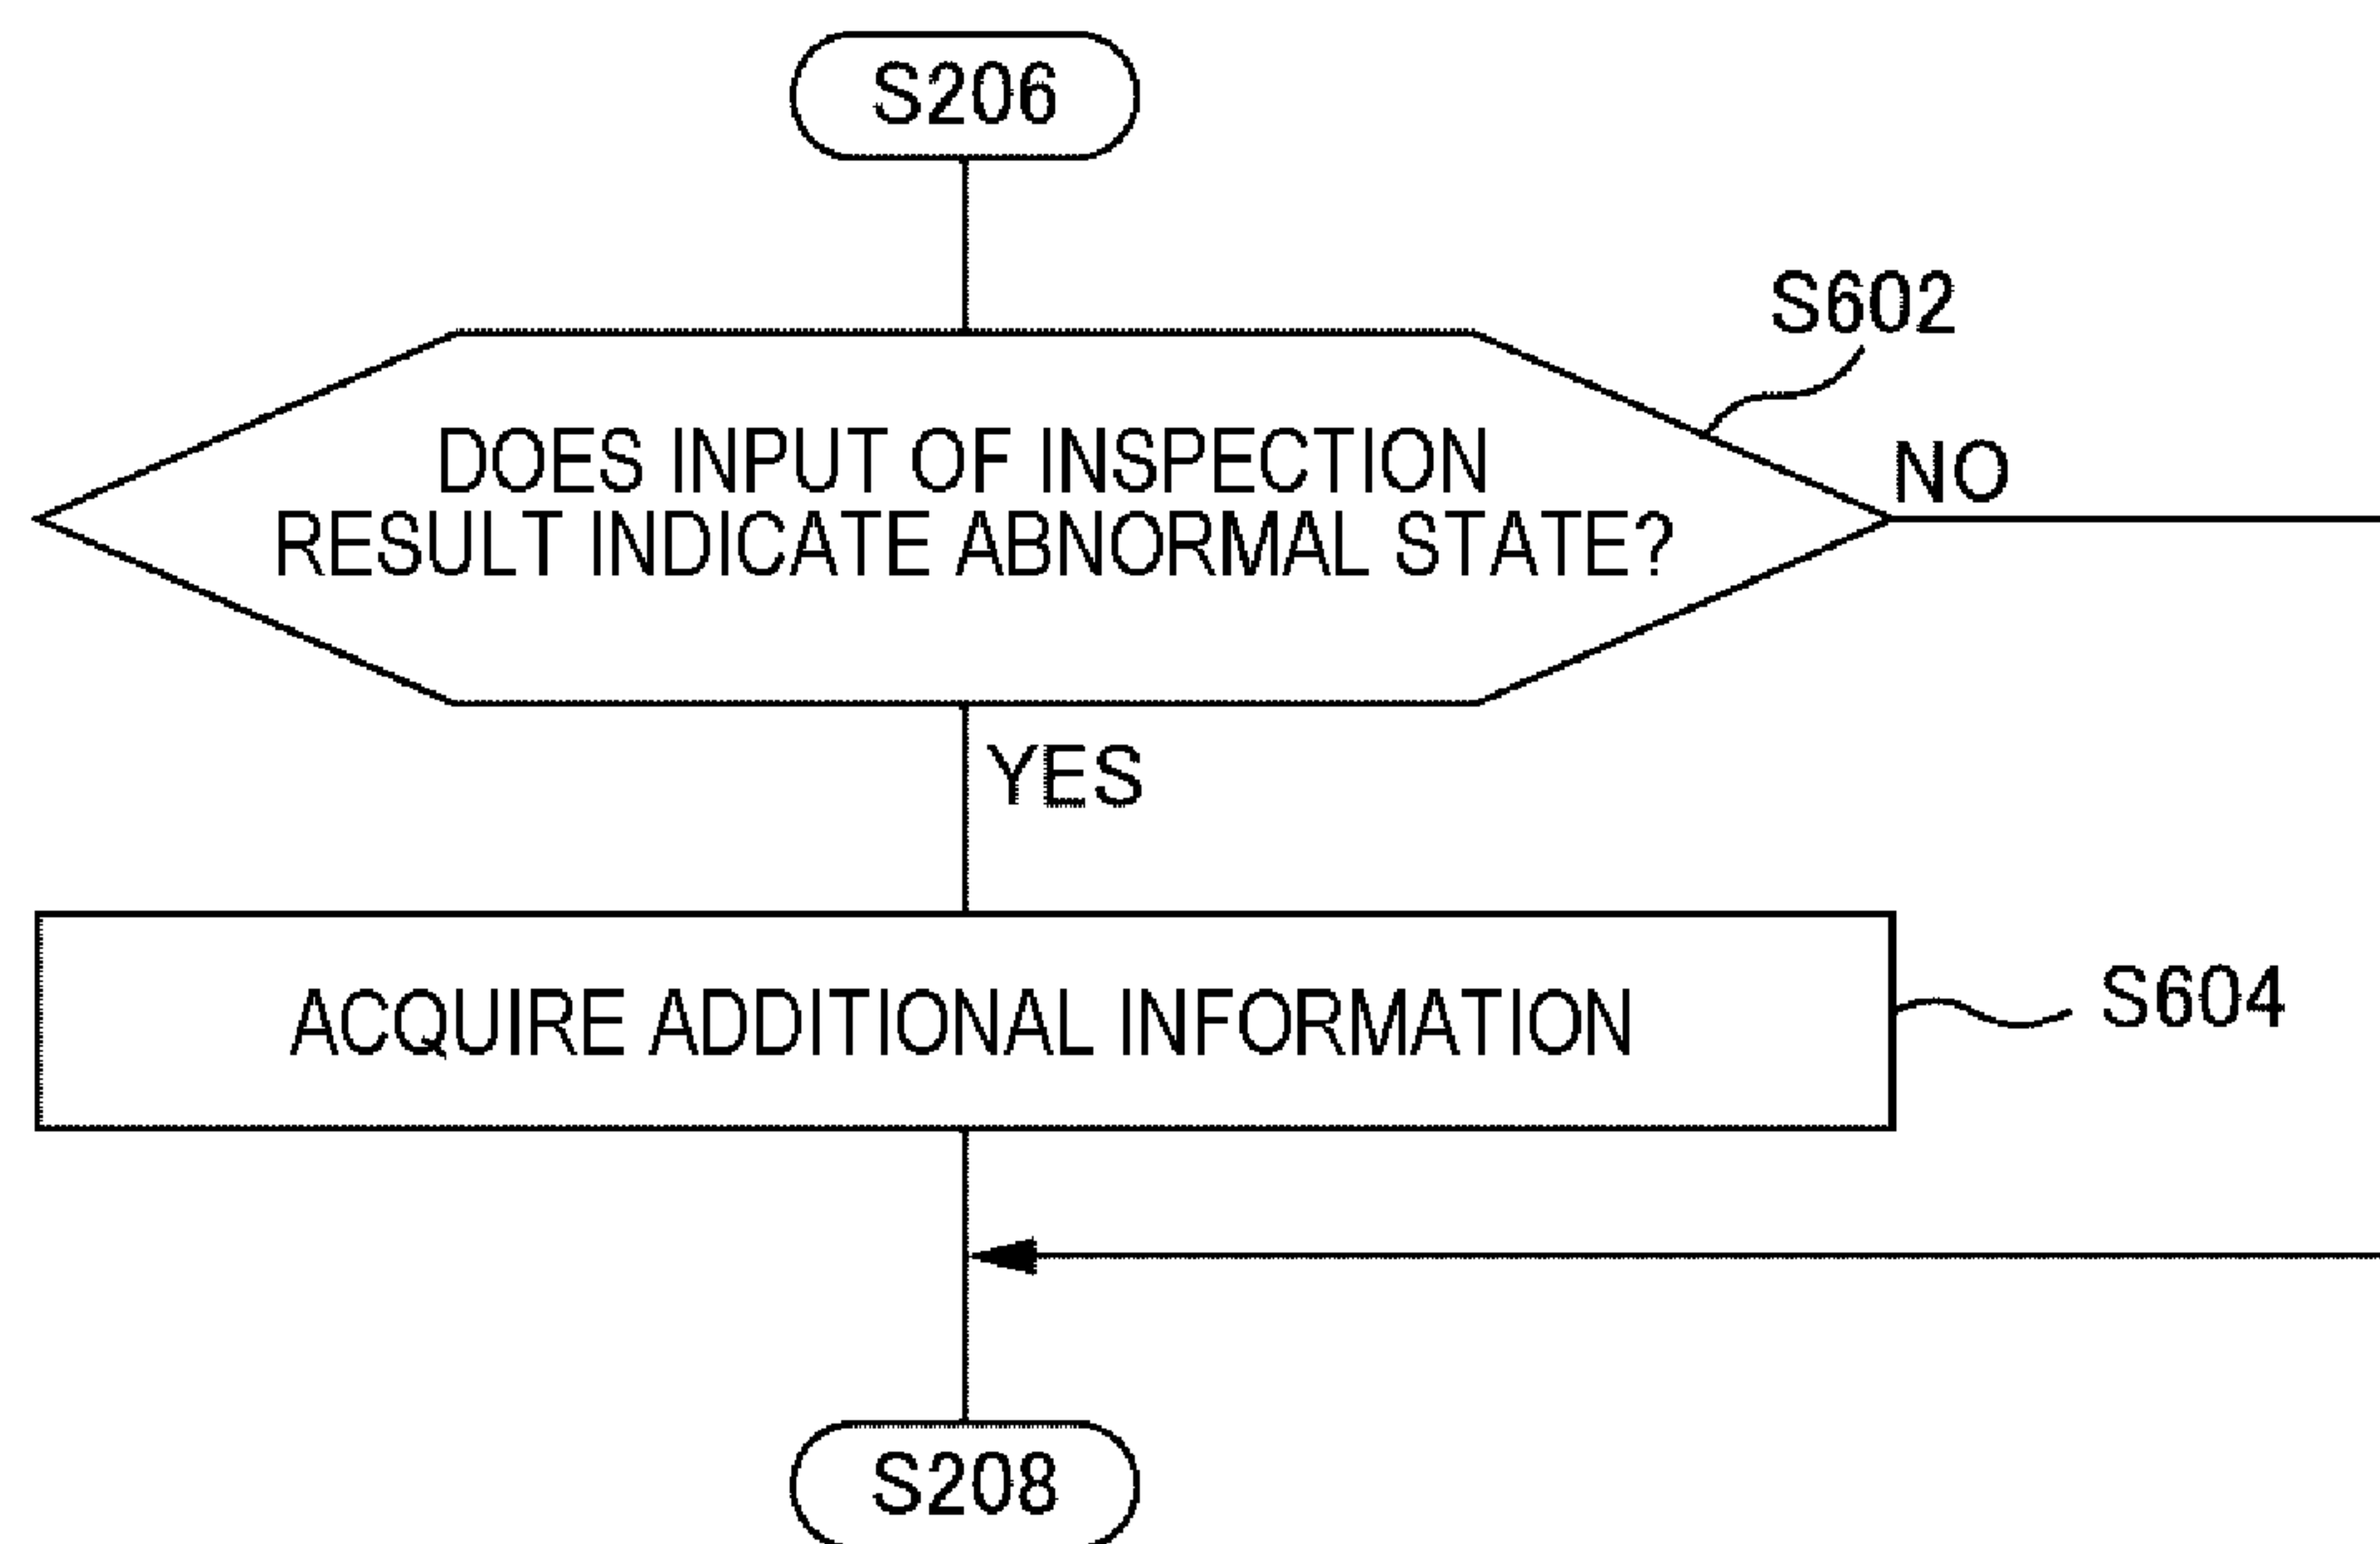 S206
S602
DOES INPUT OF INSPECTION
RESULT INDICATE ABNORMAL STATE?
NO
YES
ACQUIRE ADDITIONAL INFORMATION
S604
S208